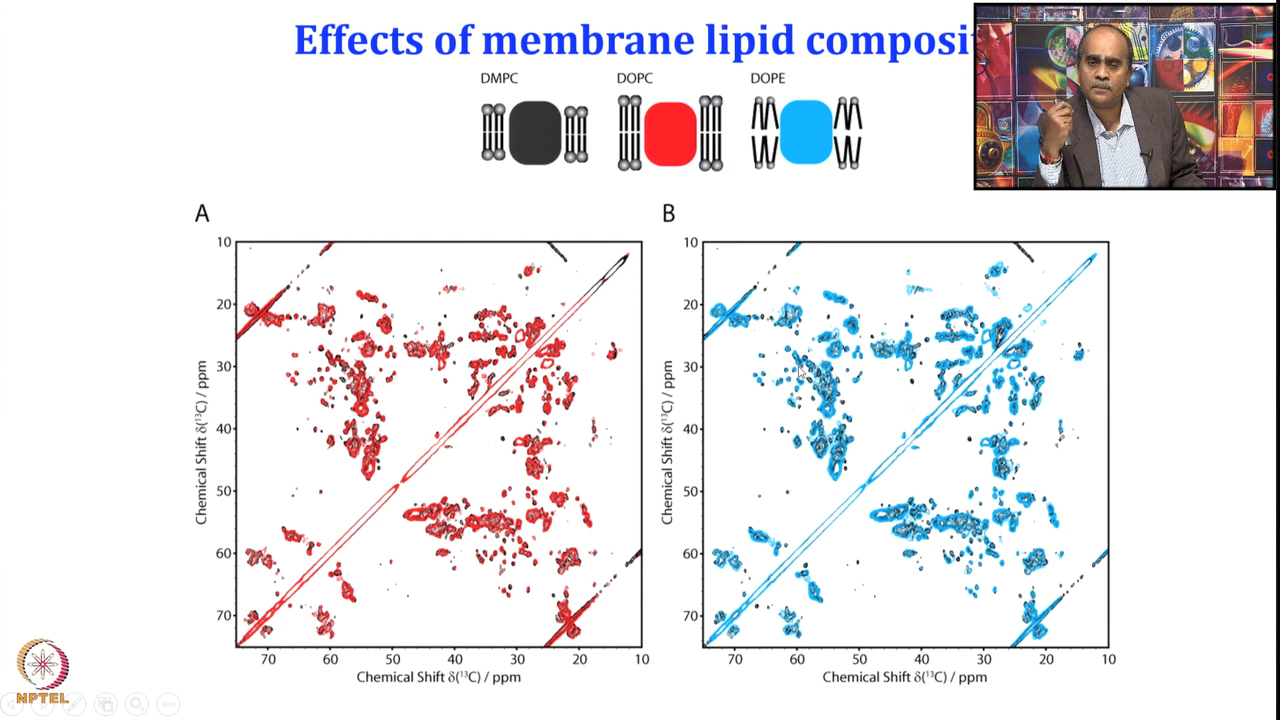 Effects of membrane lipid composi
DMPC
DOPC
DOPE
A
B
10
20
30
40
50
60
70
Chemical Shift δ(¹³C) / ppm
70
60
50
40
30
20
10
Chemical Shift δ(¹³C) / ppm
10
20
30
40
50
60
70
Chemical Shift δ(¹³C) / ppm
70
60
50
40
30
20
10
Chemical Shift δ(¹³C) / ppm
NPTEL